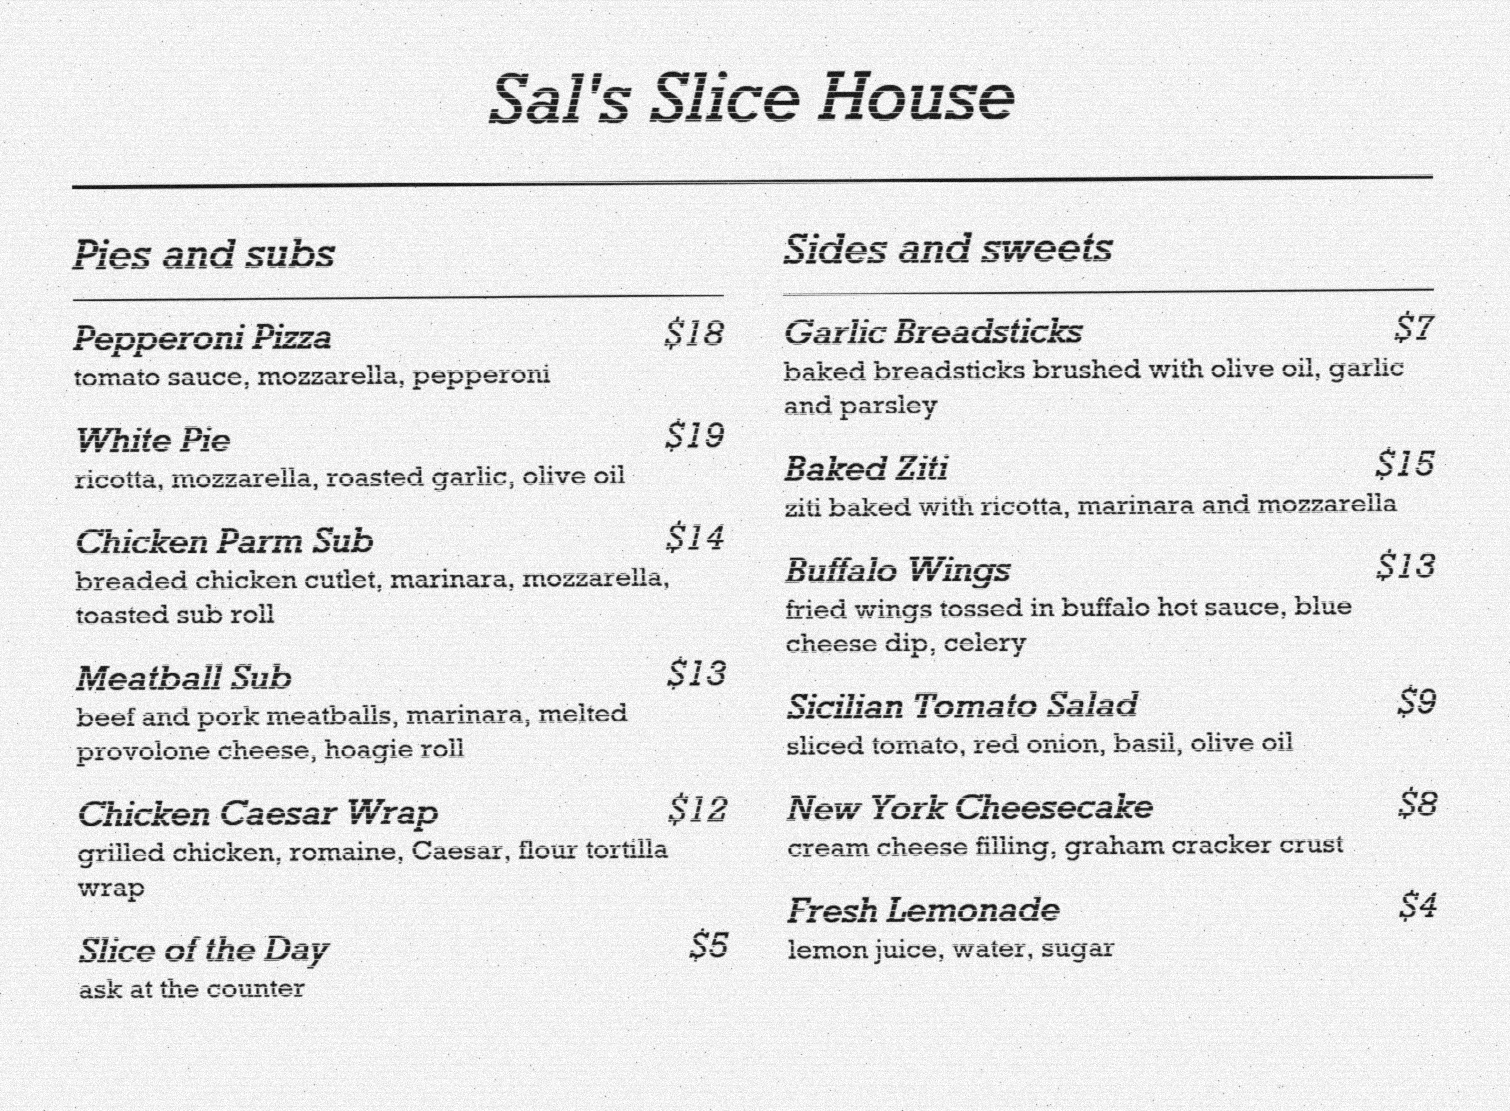 Sal's Slice House
Pies and subs
Pepperoni Pizza $18
tomato sauce, mozzarella, pepperoni
White Pie $19
ricotta, mozzarella, roasted garlic, olive oil
Chicken Parm Sub $14
breaded chicken cutlet, marinara, mozzarella,
toasted sub roll
Meatball Sub $13
beef and pork meatballs, marinara, melted
provolone cheese, hoagie roll
Chicken Caesar Wrap $12
grilled chicken, romaine, Caesar, flour tortilla
wrap
Slice of the Day $5
ask at the counter
Sides and sweets
Garlic Breadsticks $7
baked breadsticks brushed with olive oil, garlic
and parsley
Baked Ziti $15
ziti baked with ricotta, marinara and mozzarella
Buffalo Wings $13
fried wings tossed in buffalo hot sauce, blue
cheese dip, celery
Sicilian Tomato Salad $9
sliced tomato, red onion, basil, olive oil
New York Cheesecake $8
cream cheese filling, graham cracker crust
Fresh Lemonade $4
lemon juice, water, sugar